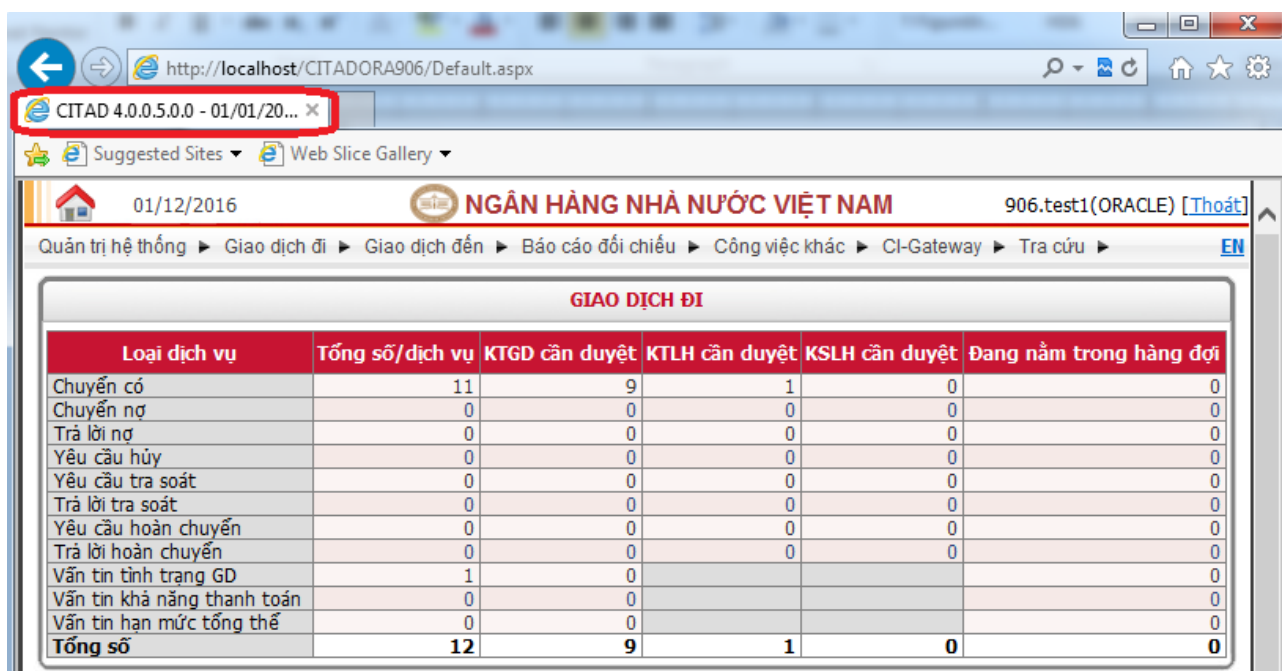 http://localhost/CITADORA906/Default.aspx
CITAD 4.0.0.5.0.0 - 01/01/20...
Suggested Sites Web Slice Gallery
01/12/2016 NGÂN HÀNG NHÀ NƯỚC VIỆT NAM 906.test1(ORACLE) [Thoát]
Quản trị hệ thống Giao dịch đi Giao dịch đến Báo cáo đối chiếu Công việc khác CI-Gateway Tra cứu EN
GIAO DỊCH ĐI
Loại dịch vụ Tổng số/dịch vụ KTGD cần duyệt KTLH cần duyệt KSLH cần duyệt Đang nằm trong hàng đợi
Chuyển có 11 9 1 0 0
Chuyển nợ 0 0 0 0 0
Trả lời nợ 0 0 0 0 0
Yêu cầu hủy 0 0 0 0 0
Yêu cầu tra soát 0 0 0 0 0
Trả lời tra soát 0 0 0 0 0
Yêu cầu hoàn chuyển 0 0 0 0 0
Trả lời hoàn chuyển 0 0 0 0 0
Vấn tin tình trạng GD 1 0 0
Vấn tin khả năng thanh toán 0 0 0
Vấn tin hạn mức tổng thể 0 0 0
Tổng số 12 9 1 0 0